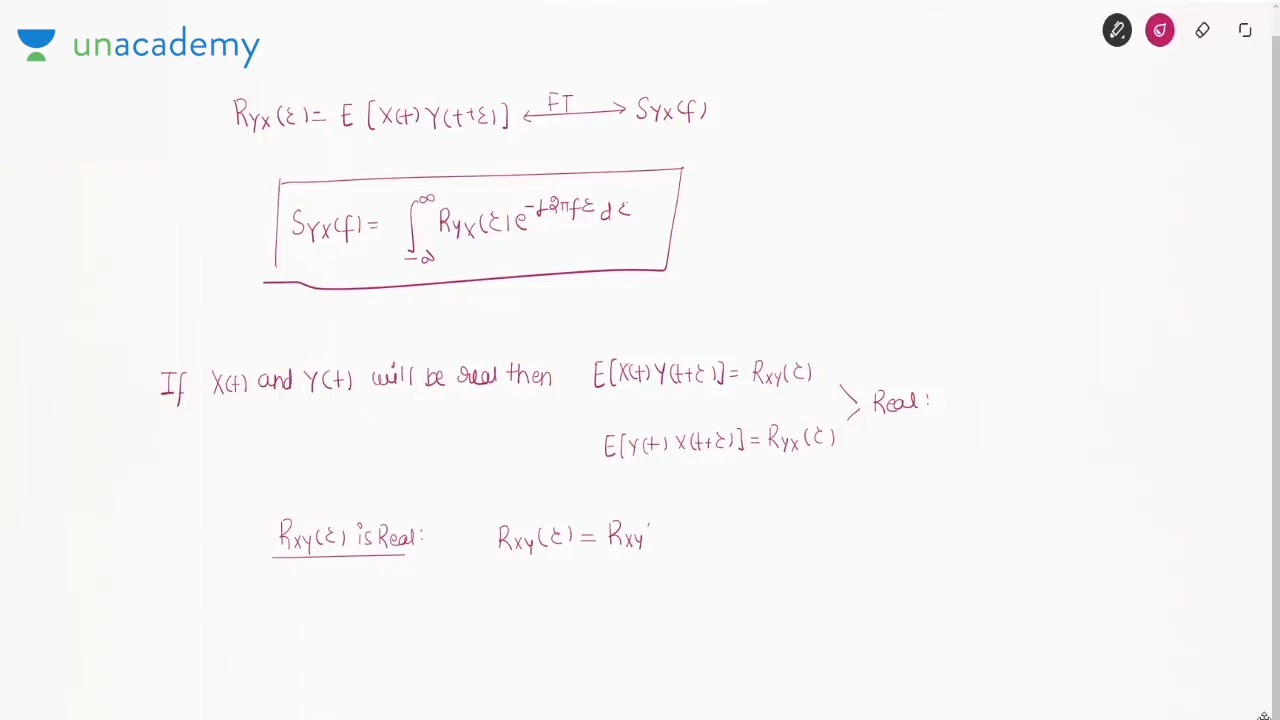 unacademy
Ryx(τ) = E [X(t) Y(t+τ)] ←FT→ Syx(f)
Syx(f) = ∫_{-∞}^{∞} Ryx(τ) e^{-j2πfτ} dτ
If X(t) and Y(t) will be real then E[X(t) Y(t+τ)] = Rxy(τ)
Real:
E[Y(t) X(t+τ)] = Ryx(τ)
Rxy(τ) is Real: Rxy(τ) = Rxy